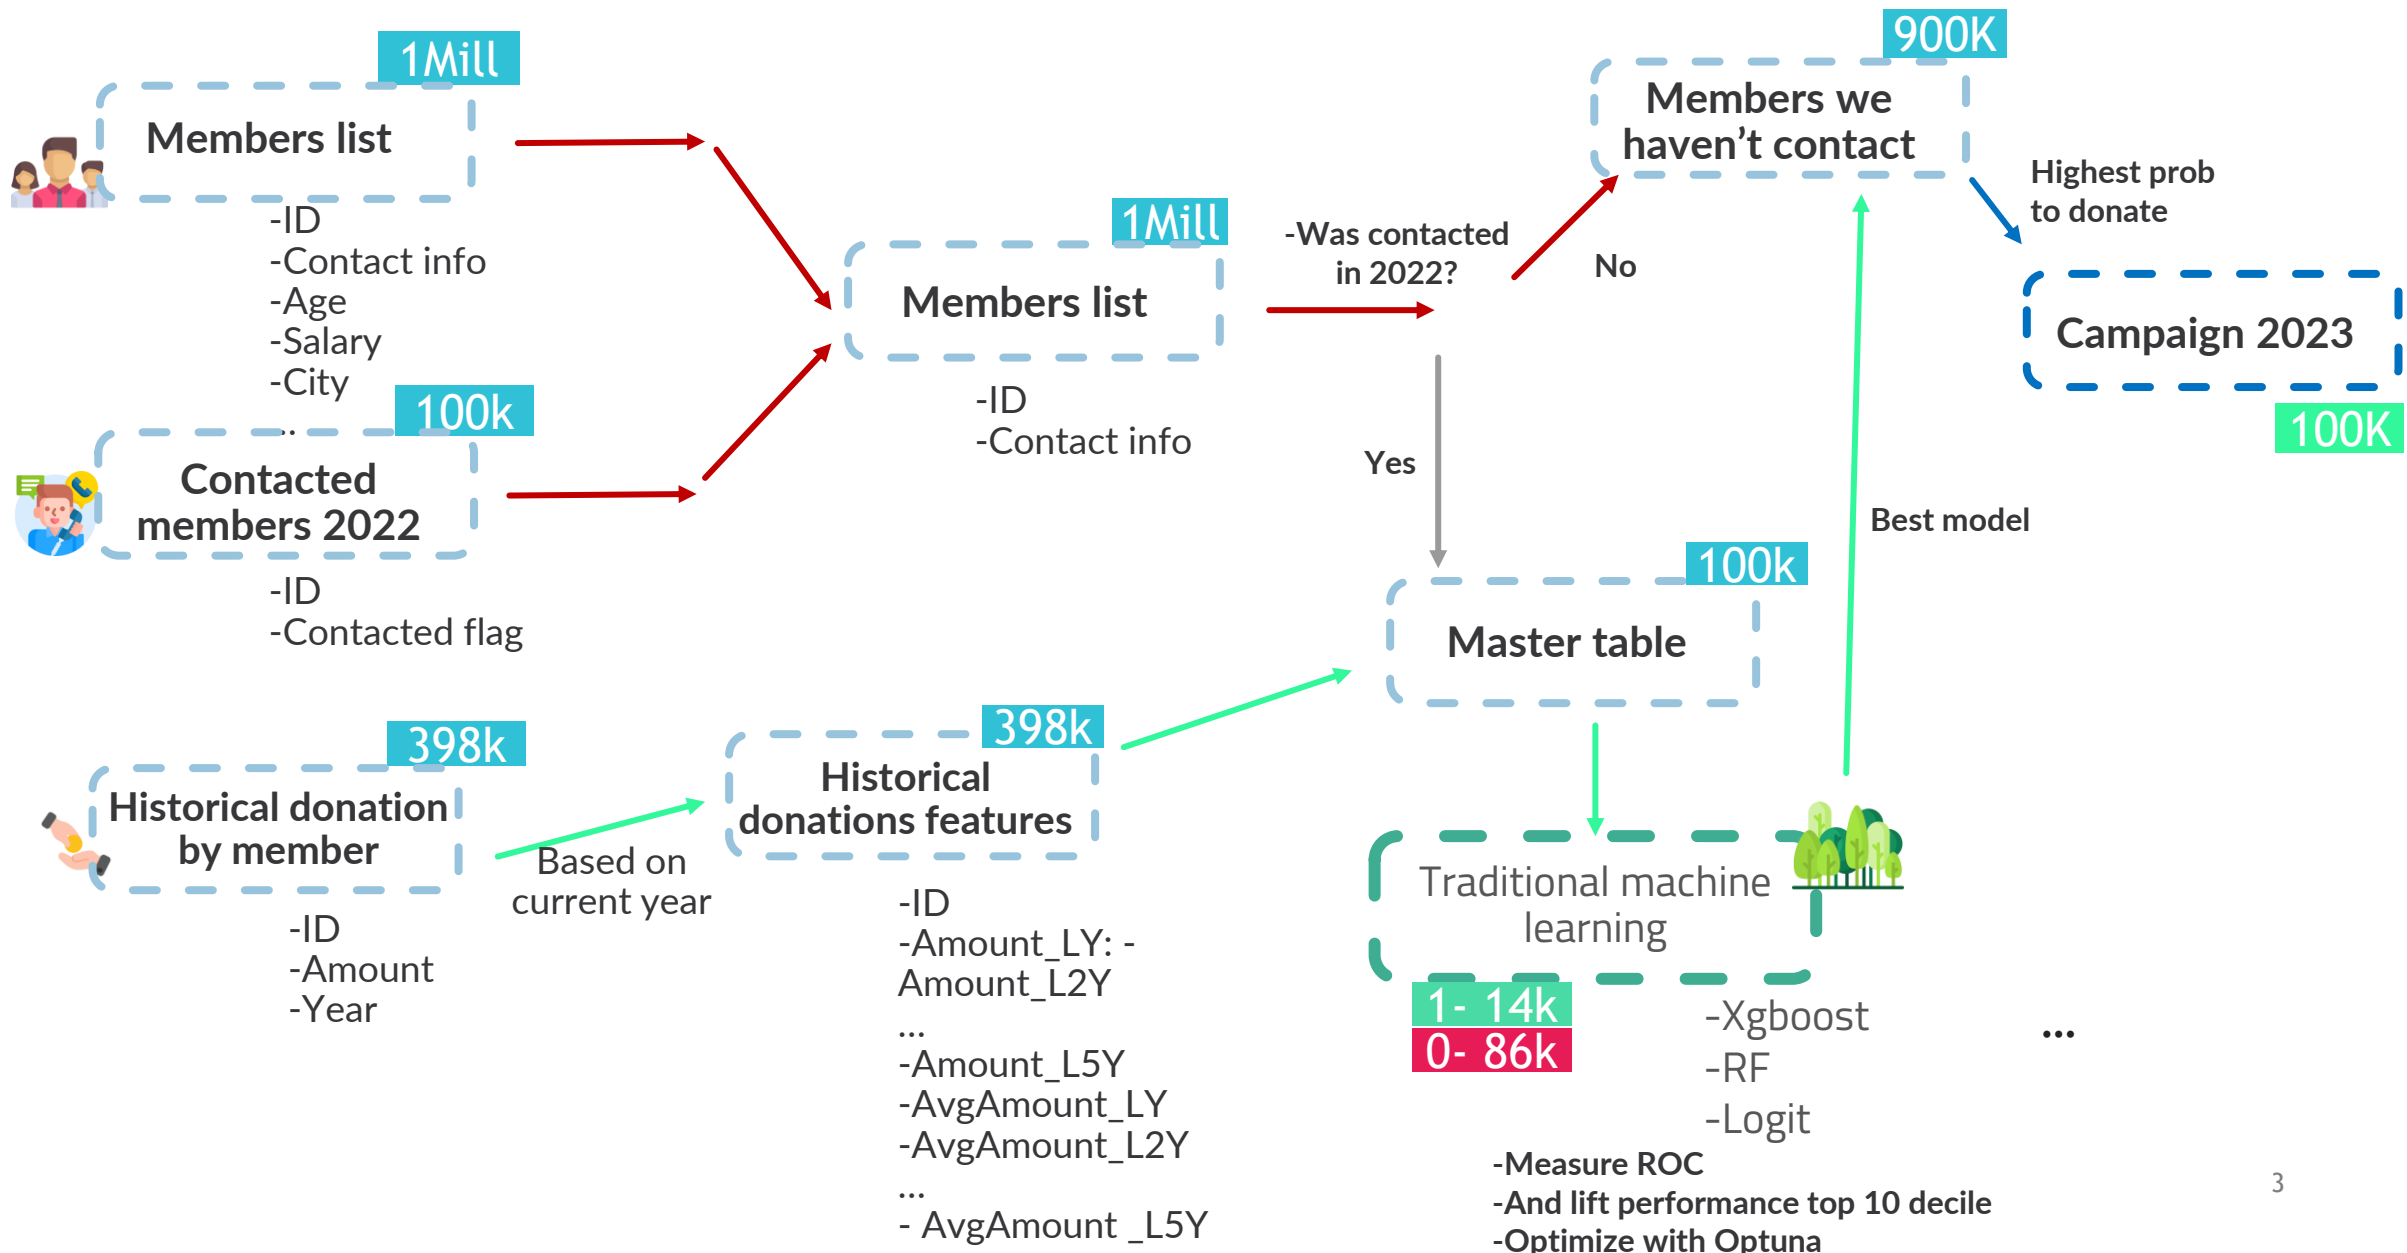 1Mill
Members list
-ID
-Contact info
-Age
-Salary
-City
..
100k
Contacted
members 2022
-ID
-Contacted flag
398k
Historical donation
by member
-ID
-Amount
-Year
Based on
current year
398k
Historical
donations features
-ID
-Amount_LY: -
Amount_L2Y
...
-Amount_L5Y
-AvgAmount_LY
-AvgAmount_L2Y
...
- AvgAmount _L5Y
1Mill
Members list
-ID
-Contact info
-Was contacted
in 2022?
No
Yes
900K
Members we
haven't contact
Highest prob
to donate
Campaign 2023
100K
Best model
100k
Master table
Traditional machine
learning
1- 14k
0- 86k
-Xgboost
-RF
-Logit
...
-Measure ROC
-And lift performance top 10 decile
-Optimize with Optuna
3